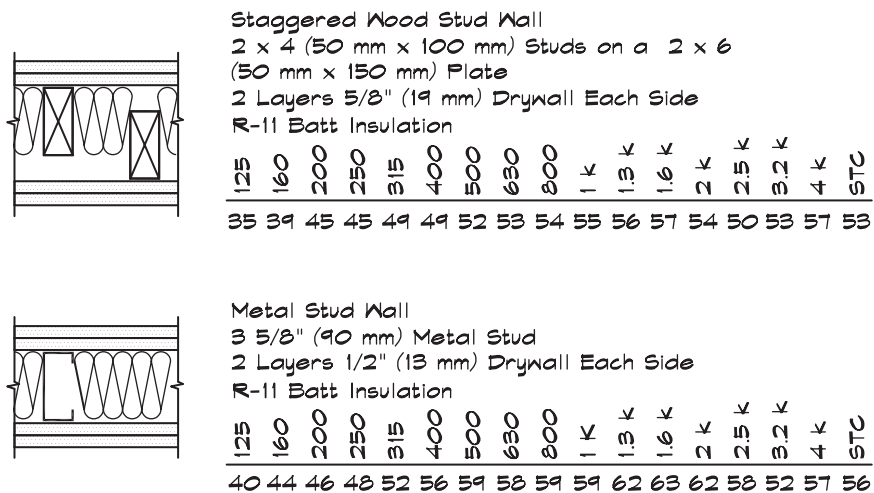 Staggered Wood Stud Wall
2 x 4 (50 mm x 100 mm) Studs on a 2 x 6
(50 mm x 150 mm) Plate
2 Layers 5/8" (19 mm) Drywall Each Side
R-11 Batt Insulation
125 160 200 250 315 400 500 630 800 1 K 1.3 K 1.6 K 2 K 2.5 K 3.2 K 4 K STC
35 39 45 45 49 49 52 53 54 55 56 57 54 50 53 57 53
Metal Stud Wall
3 5/8" (90 mm) Metal Stud
2 Layers 1/2" (13 mm) Drywall Each Side
R-11 Batt Insulation
125 160 200 250 315 400 500 630 800 1 K 1.3 K 1.6 K 2 K 2.5 K 3.2 K 4 K STC
40 44 46 48 52 56 59 58 59 59 62 63 62 58 52 57 56